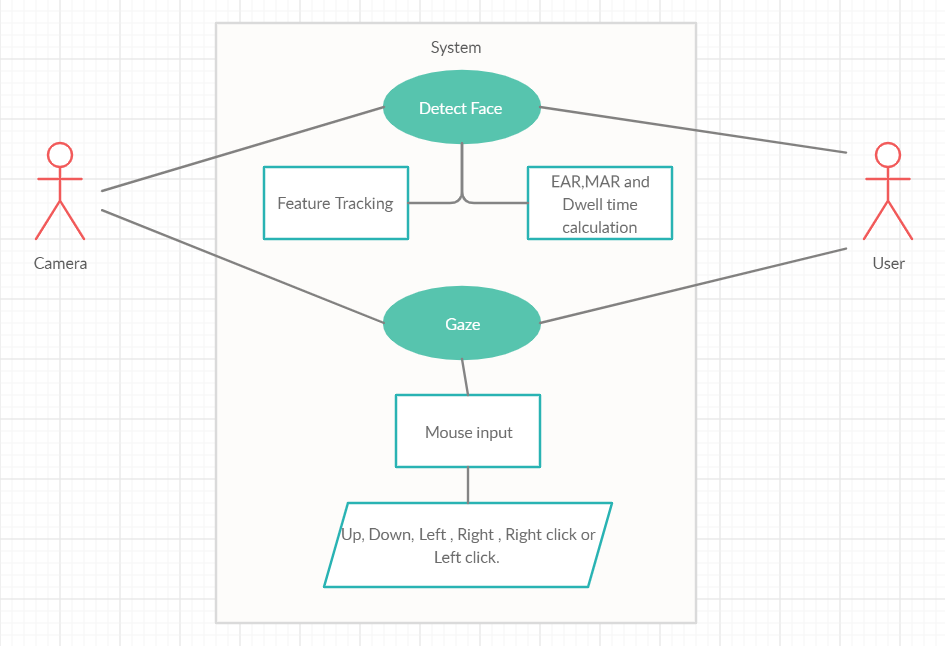 System
Detect Face
Feature Tracking
EAR,MAR and
Dwell time
calculation
Camera
User
Gaze
Mouse input
Up, Down, Left , Right , Right click or
Left click.